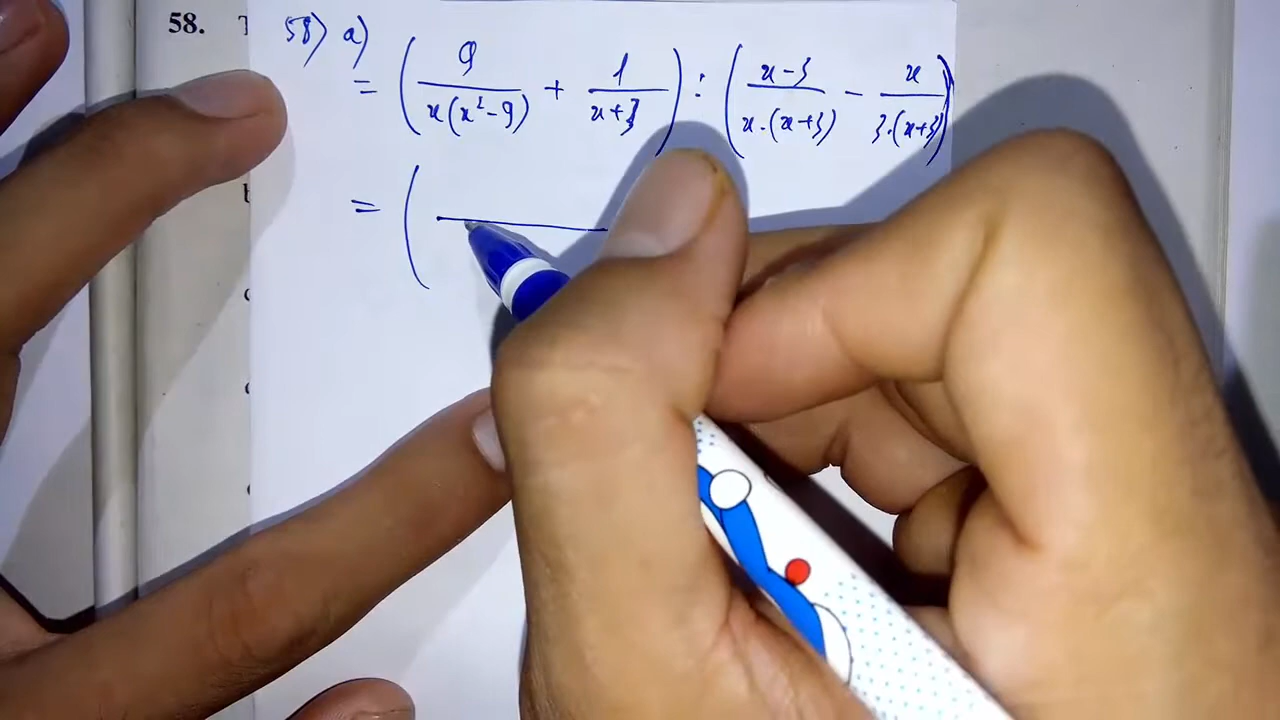 58.
58) a)
= (9/x(x²-9) + 1/x+3) : (x-3/x.(x+3) - x/3.(x+3))
= (